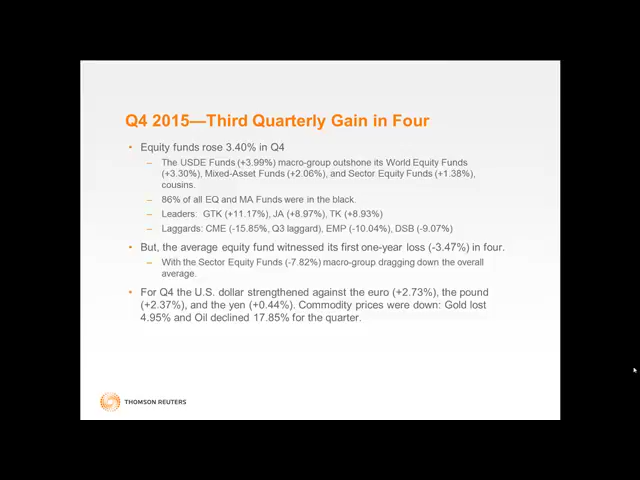 Q4 2015—Third Quarterly Gain in Four
• Equity funds rose 3.40% in Q4
– The USDE Funds (+3.99%) macro-group outshone its World Equity Funds
(+3.30%), Mixed-Asset Funds (+2.06%), and Sector Equity Funds (+1.38%),
cousins.
– 86% of all EQ and MA Funds were in the black.
– Leaders: GTK (+11.17%), JA (+8.97%), TK (+8.93%)
– Laggards: CME (-15.85%, Q3 laggard), EMP (-10.04%), DSB (-9.07%)
• But, the average equity fund witnessed its first one-year loss (-3.47%) in four.
– With the Sector Equity Funds (-7.82%) macro-group dragging down the overall
average.
• For Q4 the U.S. dollar strengthened against the euro (+2.73%), the pound
(+2.37%), and the yen (+0.44%). Commodity prices were down: Gold lost
4.95% and Oil declined 17.85% for the quarter.
THOMSON REUTERS